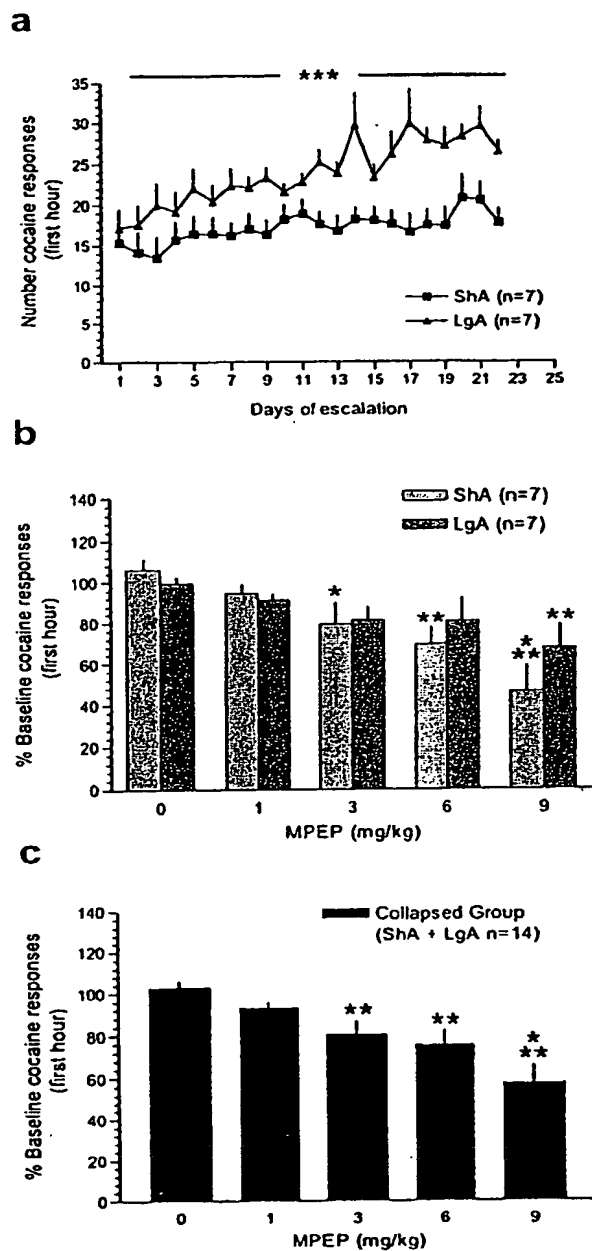 a
***
35
30
25
20
15
10
5
0
Number cocaine responses
(first hour)
ShA (n=7)
LgA (n=7)
1 3 5 7 9 11 13 15 17 19 21 23 25
Days of escalation
b
ShA (n=7)
LgA (n=7)
140
120
100
80
60
40
20
0
% Baseline cocaine responses
(first hour)
* ** *** **
0 1 3 6 9
MPEP (mg/kg)
c
Collapsed Group
(ShA + LgA n=14)
140
120
100
80
60
40
20
0
% Baseline cocaine responses
(first hour)
** ** ***
0 1 3 6 9
MPEP (mg/kg)